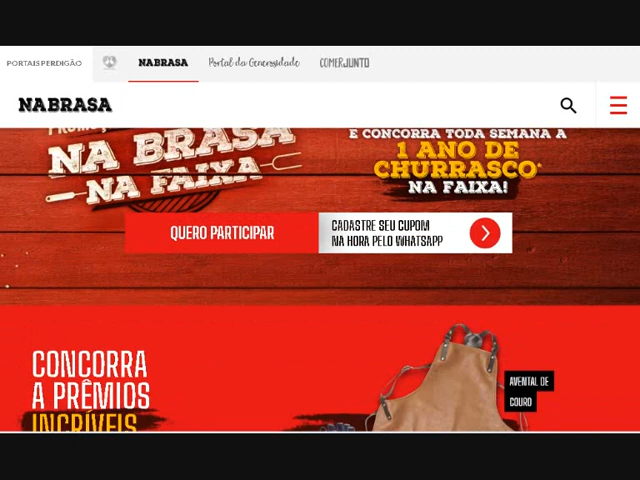 PORTAIS PERDIGÃO
NABRASA
Portal da Generosidade
COMERJUNTO
NABRASA
NA BRASA
NA FAIXA
E CONCORRA TODA SEMANA A
1 ANO DE
CHURRASCO*
NA FAIXA!
QUERO PARTICIPAR
CADASTRE SEU CUPOM
NA HORA PELO WHATSAPP
CONCORRA
A PRÊMIOS
INCRÍVEIS
AVENTAL DE
COURO